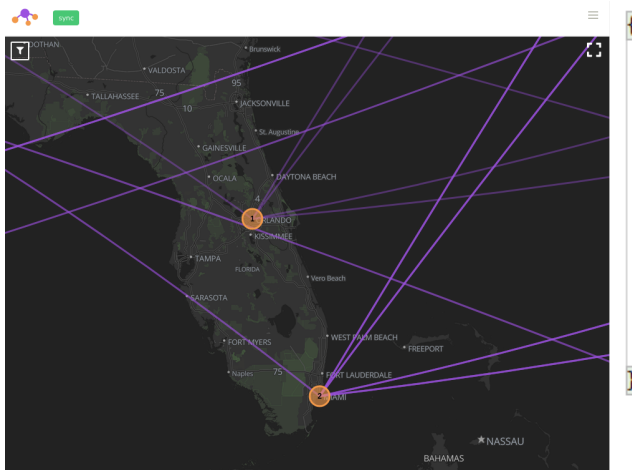 sync
DOTHAN
Brunswick
VALDOSTA
75
95
TALLAHASSEE
10
JACKSONVILLE
St. Augustine
GAINESVILLE
OCALA
DAYTONA BEACH
4
1
LANDO
KISSIMMEE
TAMPA
FLORIDA
Vero Beach
SARASOTA
FORT MYERS
WEST PALM BEACH
FREEPORT
Naples
75
FORT LAUDERDALE
2
AMI
NASSAU
BAHAMAS
{
}